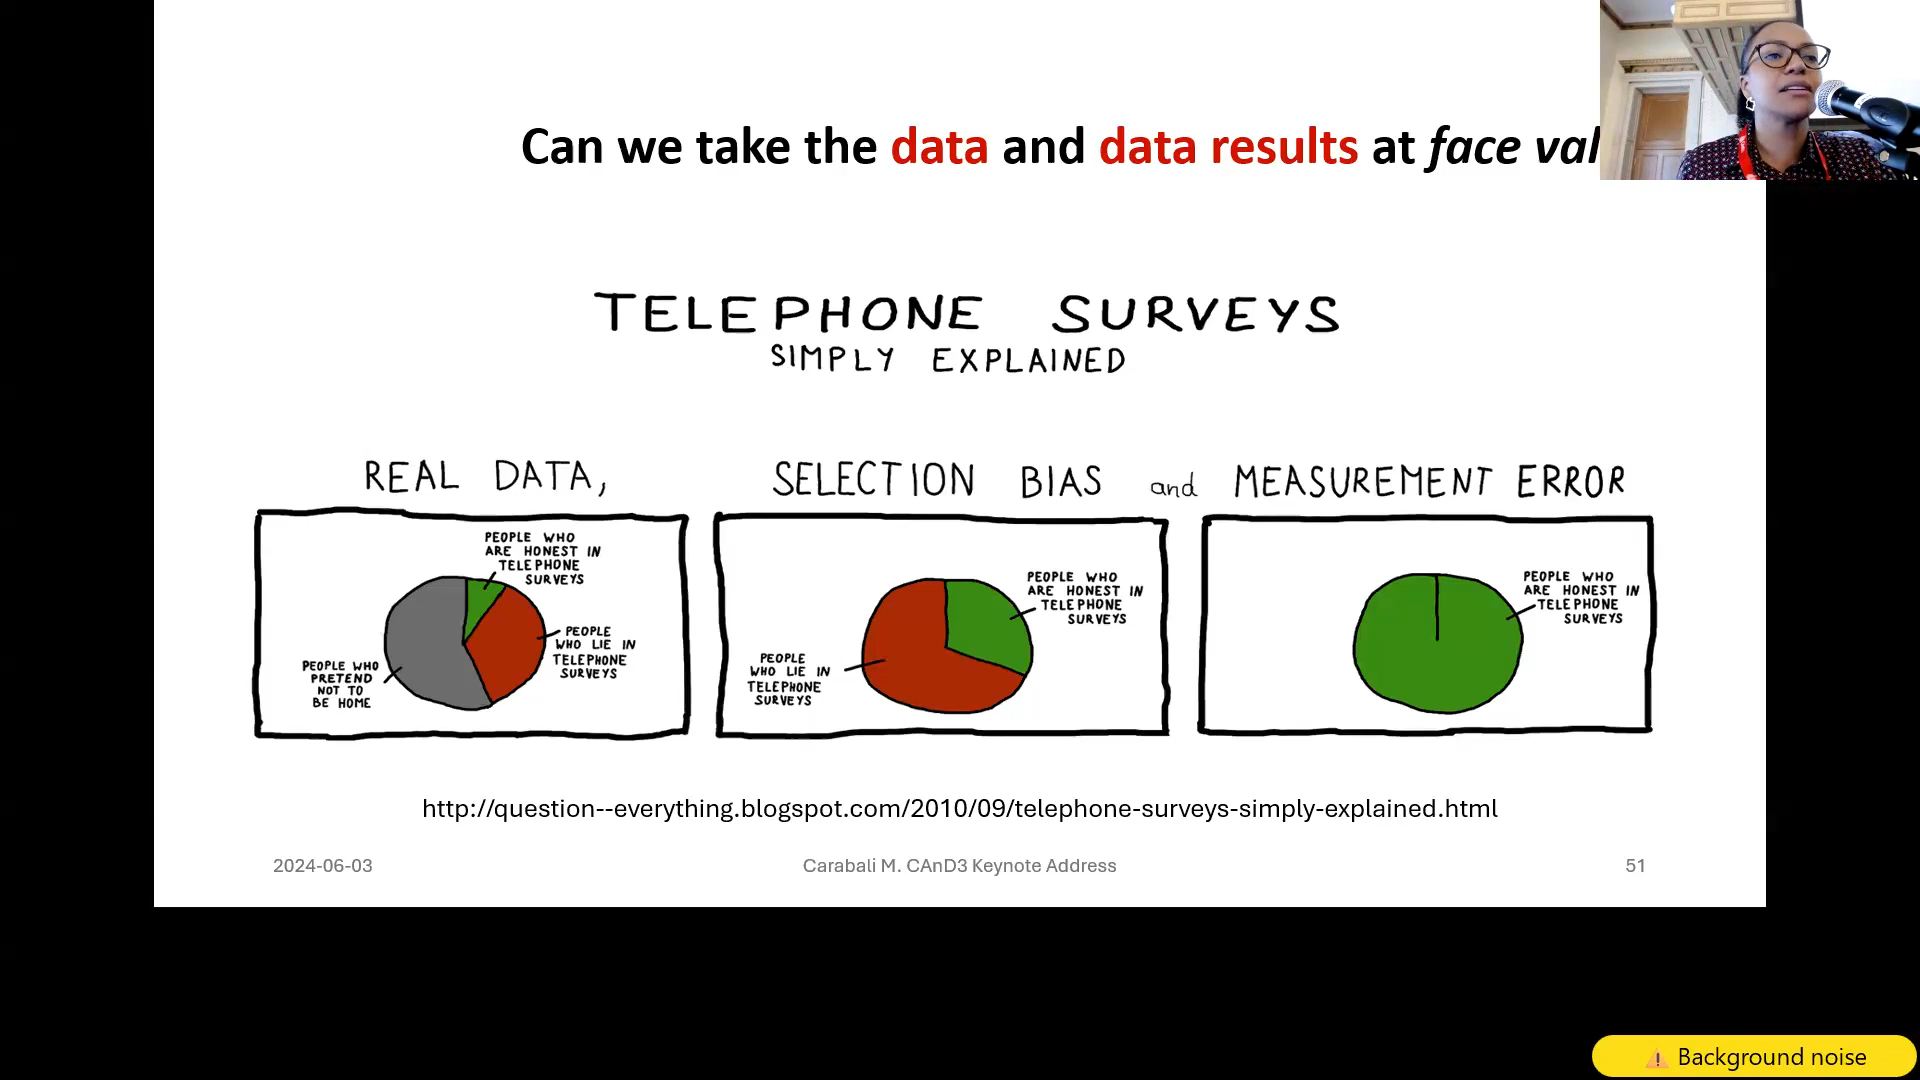 Can we take the data and data results at face val
TELEPHONE SURVEYS
SIMPLY EXPLAINED
REAL DATA,
SELECTION BIAS and MEASUREMENT ERROR
PEOPLE WHO
ARE HONEST IN
TELEPHONE
SURVEYS
PEOPLE
WHO LIE IN
TELEPHONE
SURVEYS
PEOPLE WHO
PRETEND
NOT TO
BE HOME
PEOPLE WHO
ARE HONEST IN
TELEPHONE
SURVEYS
PEOPLE
WHO LIE IN
TELEPHONE
SURVEYS
PEOPLE WHO
ARE HONEST IN
TELEPHONE
SURVEYS
http://question--everything.blogspot.com/2010/09/telephone-surveys-simply-explained.html
2024-06-03
Carabali M. CAnD3 Keynote Address
51
Background noise